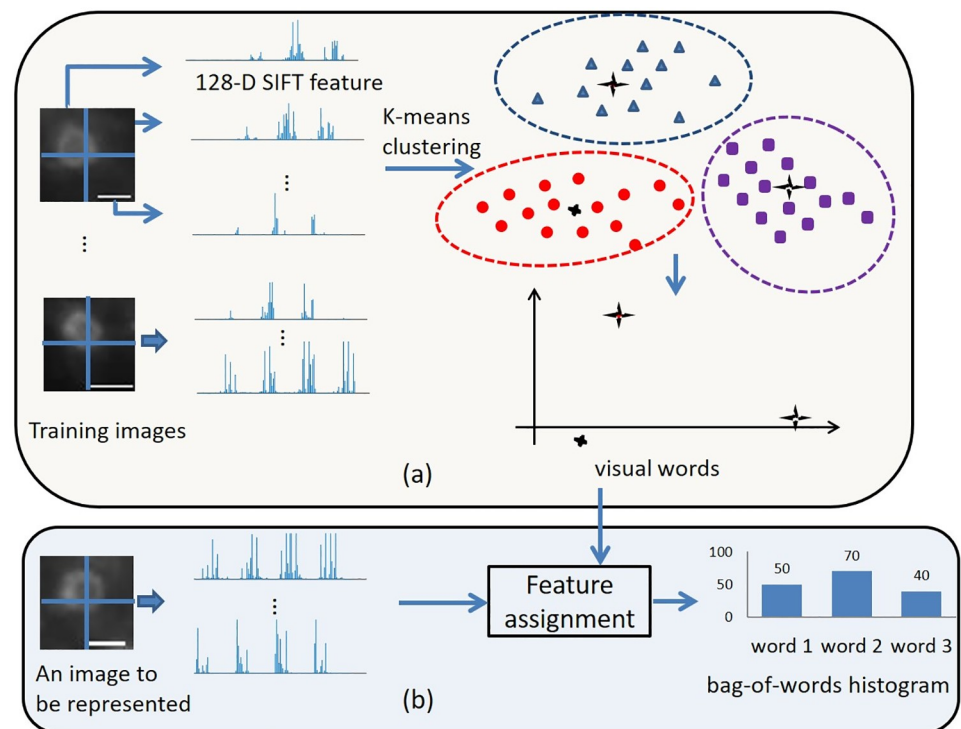 128-D SIFT feature
K-means
clustering
Training images
(a)
visual words
Feature
assignment
100
50
0
50
70
40
word 1 word 2 word 3
bag-of-words histogram
An image to
be represented
(b)